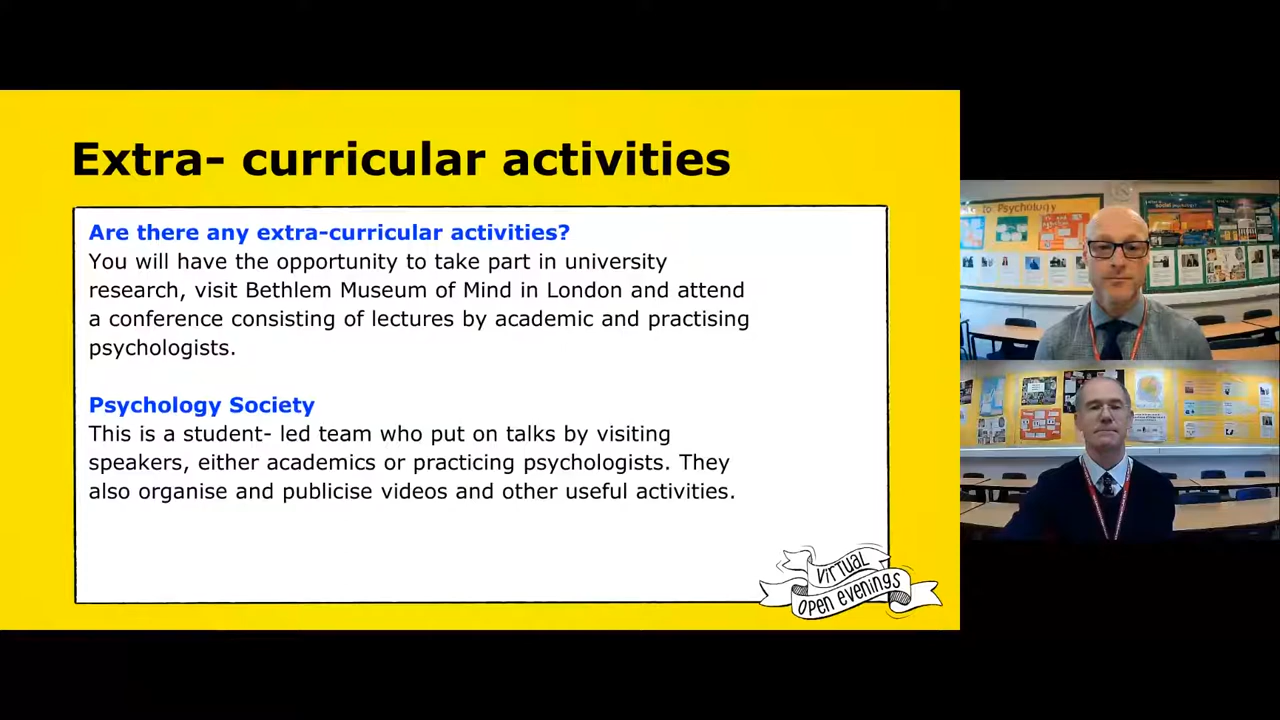 Extra- curricular activities
Are there any extra-curricular activities?
You will have the opportunity to take part in university
research, visit Bethlem Museum of Mind in London and attend
a conference consisting of lectures by academic and practising
psychologists.
Psychology Society
This is a student- led team who put on talks by visiting
speakers, either academics or practicing psychologists. They
also organise and publicise videos and other useful activities.
VIRTUAL
OPEN EVENINGS
to Psychology